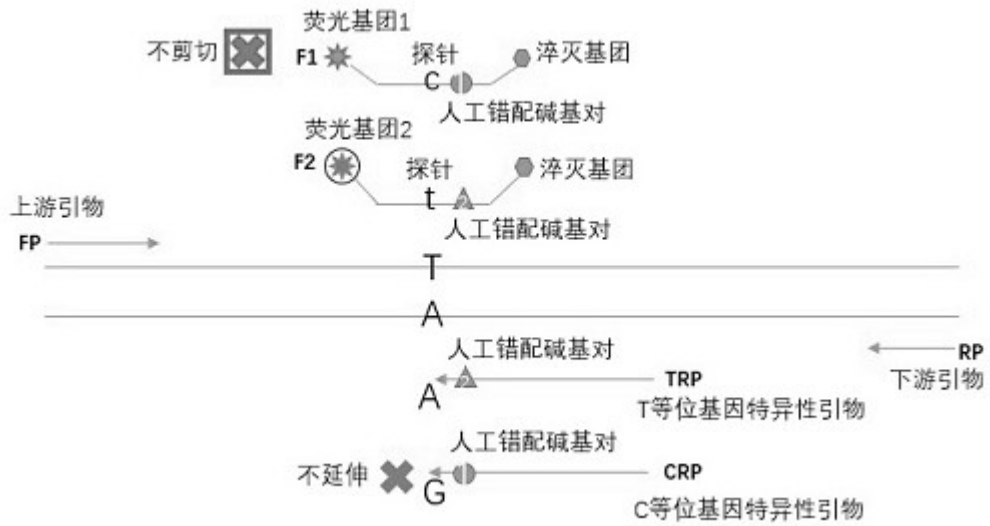 荧光基团1
不剪切
F1
探针
淬灭基团
C
人工错配碱基对
荧光基团2
F2
探针
淬灭基团
t
2
人工错配碱基对
上游引物
FP
T
A
人工错配碱基对
RP
2
TRP
下游引物
A
T等位基因特异性引物
人工错配碱基对
不延伸
CRP
G
C等位基因特异性引物